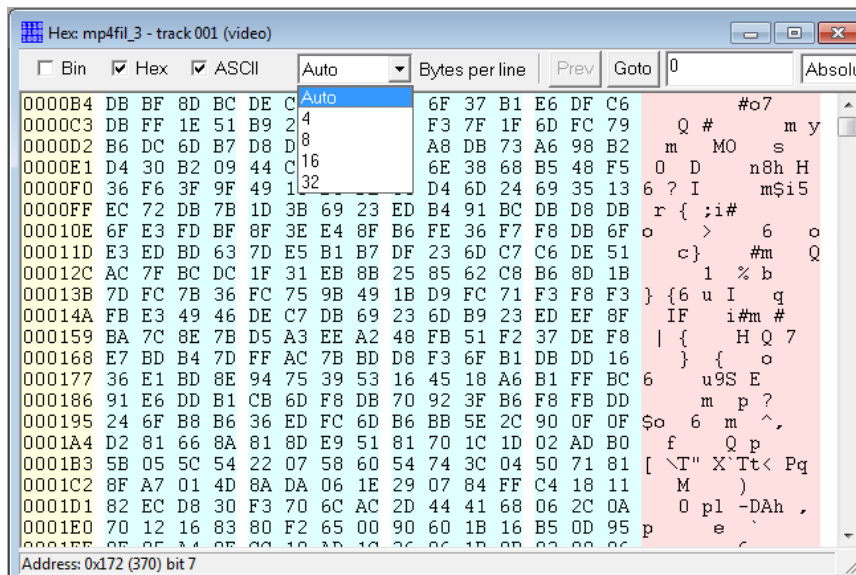 Hex: mp4fil_3 - track 001 (video)
Bin Hex ASCII Auto Bytes per line Prev Goto 0 Absolu
Auto
4
8
16
32
0000B4 DB BF 8D BC DE 6F 37 B1 E6 DF C6 #o7
0000C3 DB FF 1E 51 B9 F3 7F 1F 6D FC 79 Q # m y
0000D2 B6 DC 6D B7 D8 A8 DB 73 A6 98 B2 m MO s
0000E1 D4 30 B2 09 44 6E 38 68 B5 48 F5 0 D n8h H
0000F0 36 F6 3F 9F 49 D4 6D 24 69 35 13 6 ? I m$i5
0000FF EC 72 DB 7B 1D 3B 69 23 ED B4 91 BC DB D8 DB r { ;i#
00010E 6F E3 FD BF 8F 3E E4 8F B6 FE 36 F7 F8 DB 6F o > 6 o
00011D E3 ED BD 63 7D E5 B1 B7 DF 23 6D C7 C6 DE 51 c} #m Q
00012C AC 7F BC DC 1F 31 EB 8B 25 85 62 C8 B6 8D 1B 1 % b
00013B 7D FC 7B 36 FC 75 9B 49 1B D9 FC 71 F3 F8 F3 } {6 u I q
00014A FB E3 49 46 DE C7 DB 69 23 6D B9 23 ED EF 8F IF i#m #
000159 BA 7C 8E 7B D5 A3 EE A2 48 FB 51 F2 37 DE F8 | { H Q 7
000168 E7 BD B4 7D FF AC 7B BD D8 F3 6F B1 DB DD 16 } { o
000177 36 E1 BD 8E 94 75 39 53 16 45 18 A6 B1 FF BC 6 u9S E
000186 91 E6 DD B1 CB 6D F8 DB 70 92 3F B6 F8 FB DD m p ?
000195 24 6F B8 B6 36 ED FC 6D B6 BB 5E 2C 90 0F 0F $o 6 m ^,
0001A4 D2 81 66 8A 81 8D E9 51 81 70 1C 1D 02 AD B0 f Q p
0001B3 5B 05 5C 54 22 07 58 60 54 74 3C 04 50 71 81 [ \T" X`Tt< Pq
0001C2 8F A7 01 4D 8A DA 06 1E 29 07 84 FF C4 18 11 M )
0001D1 82 EC D8 30 F3 70 6C AC 2D 44 41 68 06 2C 0A 0 pl -DAh ,
0001E0 70 12 16 83 80 F2 65 00 90 60 1B 16 B5 0D 95 p e `
Address: 0x172 (370) bit 7